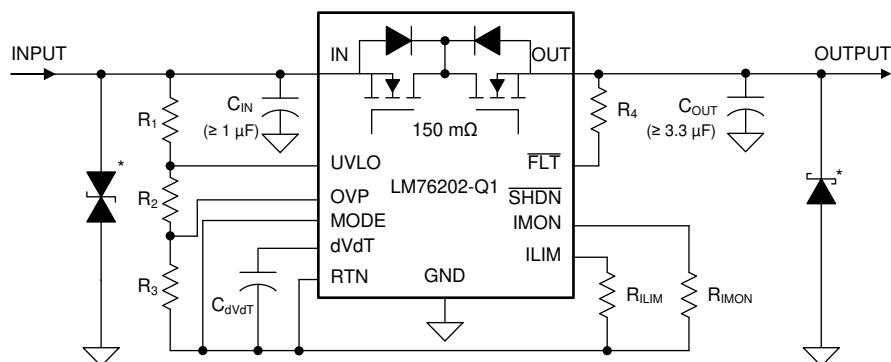 INPUT
IN
OUT
OUTPUT
R1
CIN
(≥ 1 µF)
150 mΩ
R4
COUT
(≥ 3.3 µF)
UVLO
FLT
*
R2
LM76202-Q1
*
OVP
SHDN
MODE
IMON
dVdT
ILIM
R3
CdVdT
RTN
GND
RILIM
RIMON